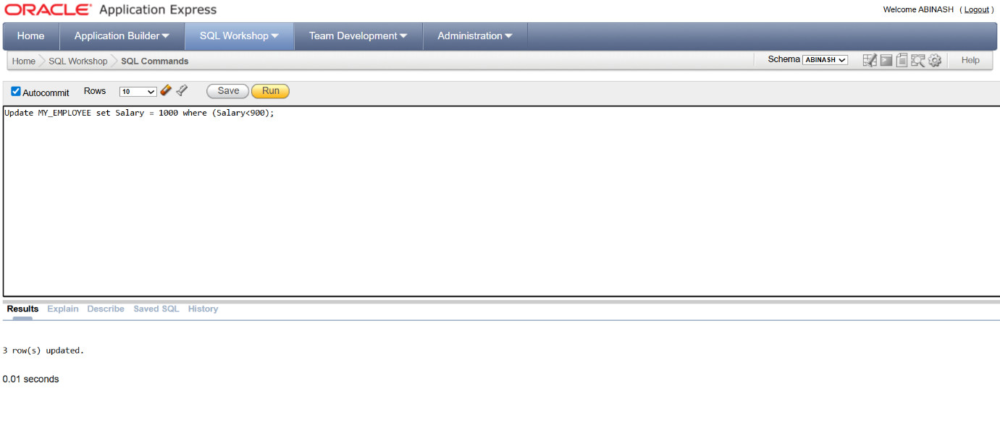 ORACLE Application Express
Welcome ABINASH ( Logout )
Home Application Builder SQL Workshop Team Development Administration
Home SQL Workshop SQL Commands Schema ABINASH Help
Autocommit Rows 10 Save Run
Update MY_EMPLOYEE set Salary = 1000 where (Salary<900);
Results Explain Describe Saved SQL History
3 row(s) updated.
0.01 seconds